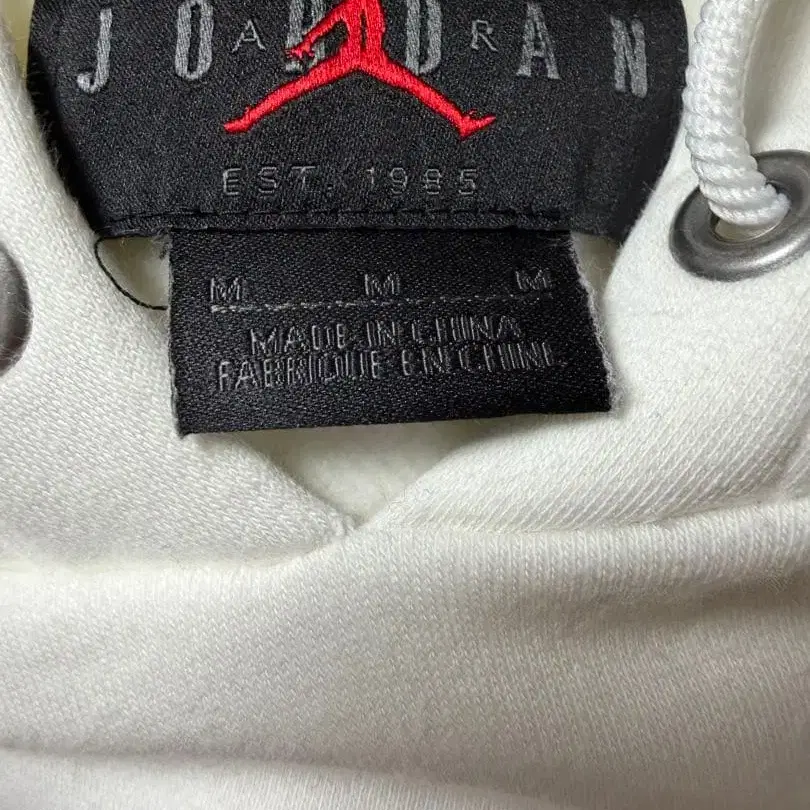 JORDAN
A R
EST. 1985
M M M
MADE IN CHINA
FABRIQUE EN CHINE